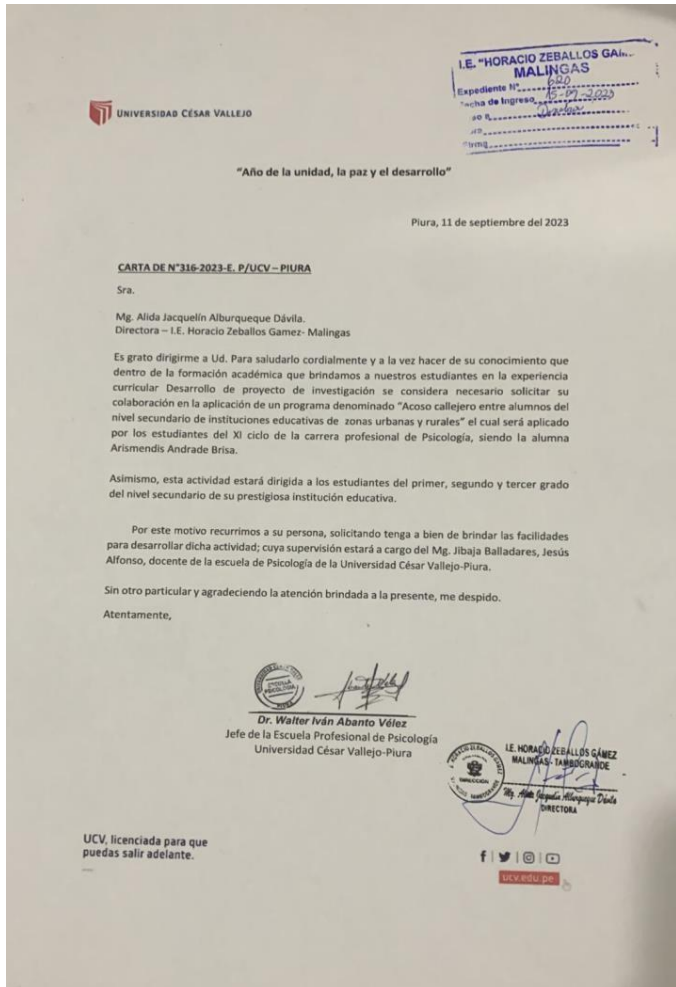 I.E. "HORACIO ZEBALLOS
MALINGAS
Expediente N° 620
Fecha de Ingreso 15-09-2023
UNIVERSIDAD CÉSAR VALLEJO
"Año de la unidad, la paz y el desarrollo"
Piura, 11 de septiembre del 2023
CARTA DE N°316-2023-E. P/UCV – PIURA
Sra.
Mg. Alida Jacquelín Alburqueque Dávila.
Directora – I.E. Horacio Zeballos Gamez- Malingas
Es grato dirigirme a Ud. Para saludarlo cordialmente y a la vez hacer de su conocimiento que
dentro de la formación académica que brindamos a nuestros estudiantes en la experiencia
curricular Desarrollo de proyecto de investigación se considera necesario solicitar su
colaboración en la aplicación de un programa denominado "Acoso callejero entre alumnos del
nivel secundario de instituciones educativas de zonas urbanas y rurales" el cual será aplicado
por los estudiantes del XI ciclo de la carrera profesional de Psicología, siendo la alumna
Arismendis Andrade Brisa.
Asimismo, esta actividad estará dirigida a los estudiantes del primer, segundo y tercer grado
del nivel secundario de su prestigiosa institución educativa.
Por este motivo recurrimos a su persona, solicitando tenga a bien de brindar las facilidades
para desarrollar dicha actividad; cuya supervisión estará a cargo del Mg. Jibaja Balladares, Jesús
Alfonso, docente de la escuela de Psicología de la Universidad César Vallejo-Piura.
Sin otro particular y agradeciendo la atención brindada a la presente, me despido.
Atentamente,
ESCUELA
PSICOLOGÍA
PIURA
Dr. Walter Iván Abanto Vélez
Jefe de la Escuela Profesional de Psicología
Universidad César Vallejo-Piura
I.E. HORACIO ZEBALLOS GÁMEZ
MALINGAS - TAMBOGRANDE
DIRECCIÓN
Mg. Alida Jacquelín Alburqueque Dávila
DIRECTORA
UCV, licenciada para que
puedas salir adelante.
ucv.edu.pe